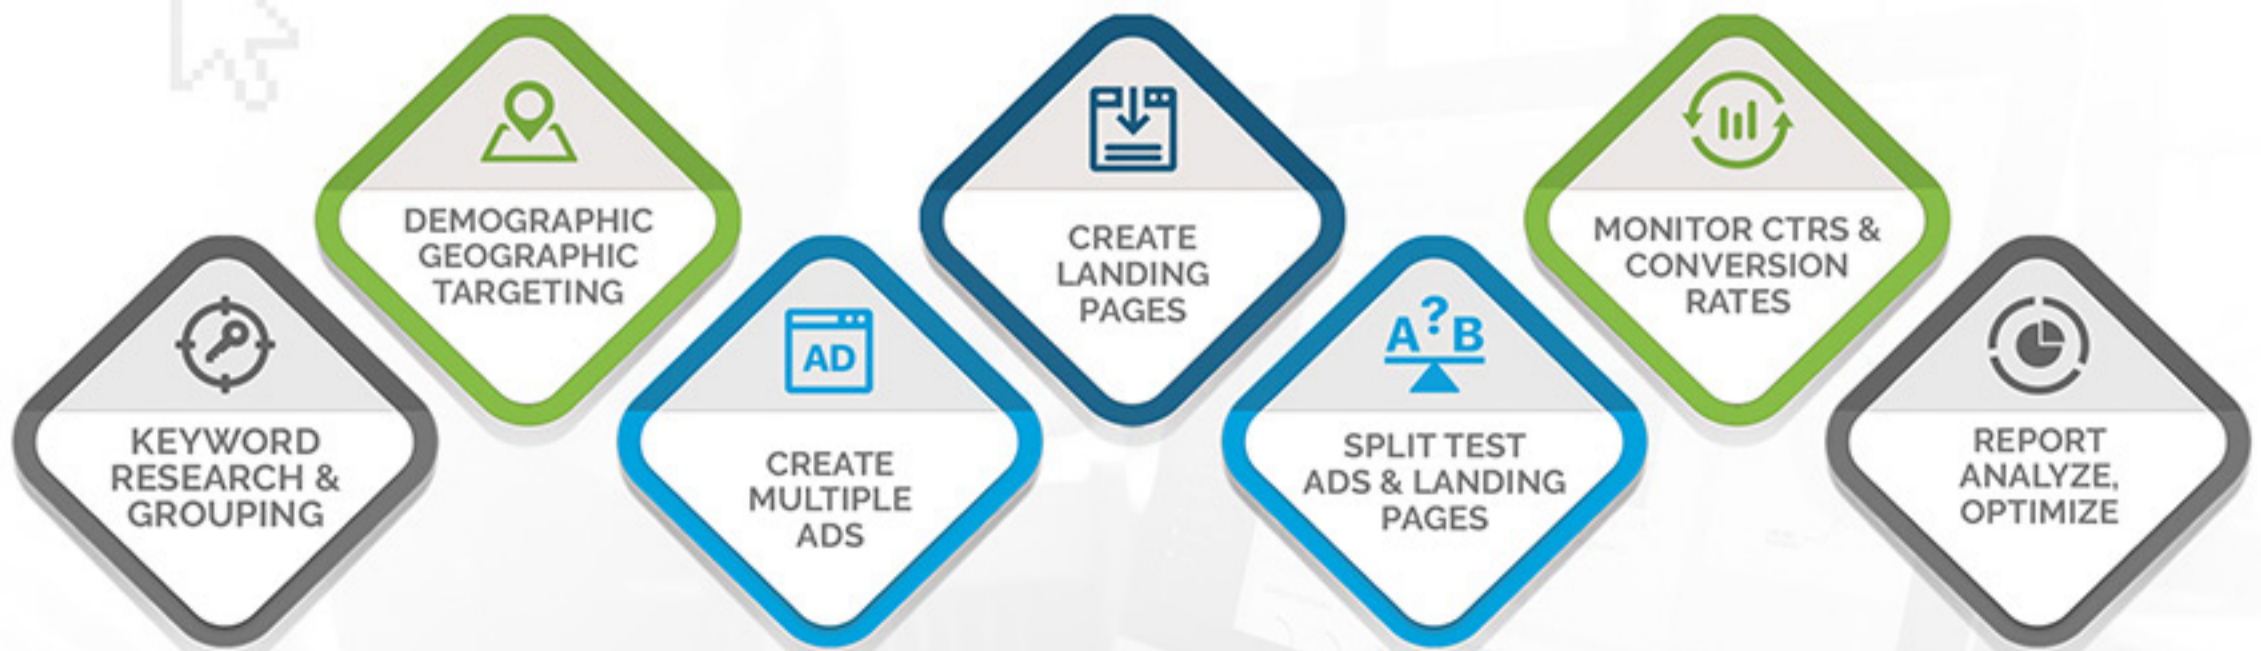 KEYWORD
RESEARCH &
GROUPING
DEMOGRAPHIC
GEOGRAPHIC
TARGETING
AD
CREATE
MULTIPLE
ADS
CREATE
LANDING
PAGES
A?B
SPLIT TEST
ADS & LANDING
PAGES
MONITOR CTRS &
CONVERSION
RATES
REPORT
ANALYZE,
OPTIMIZE